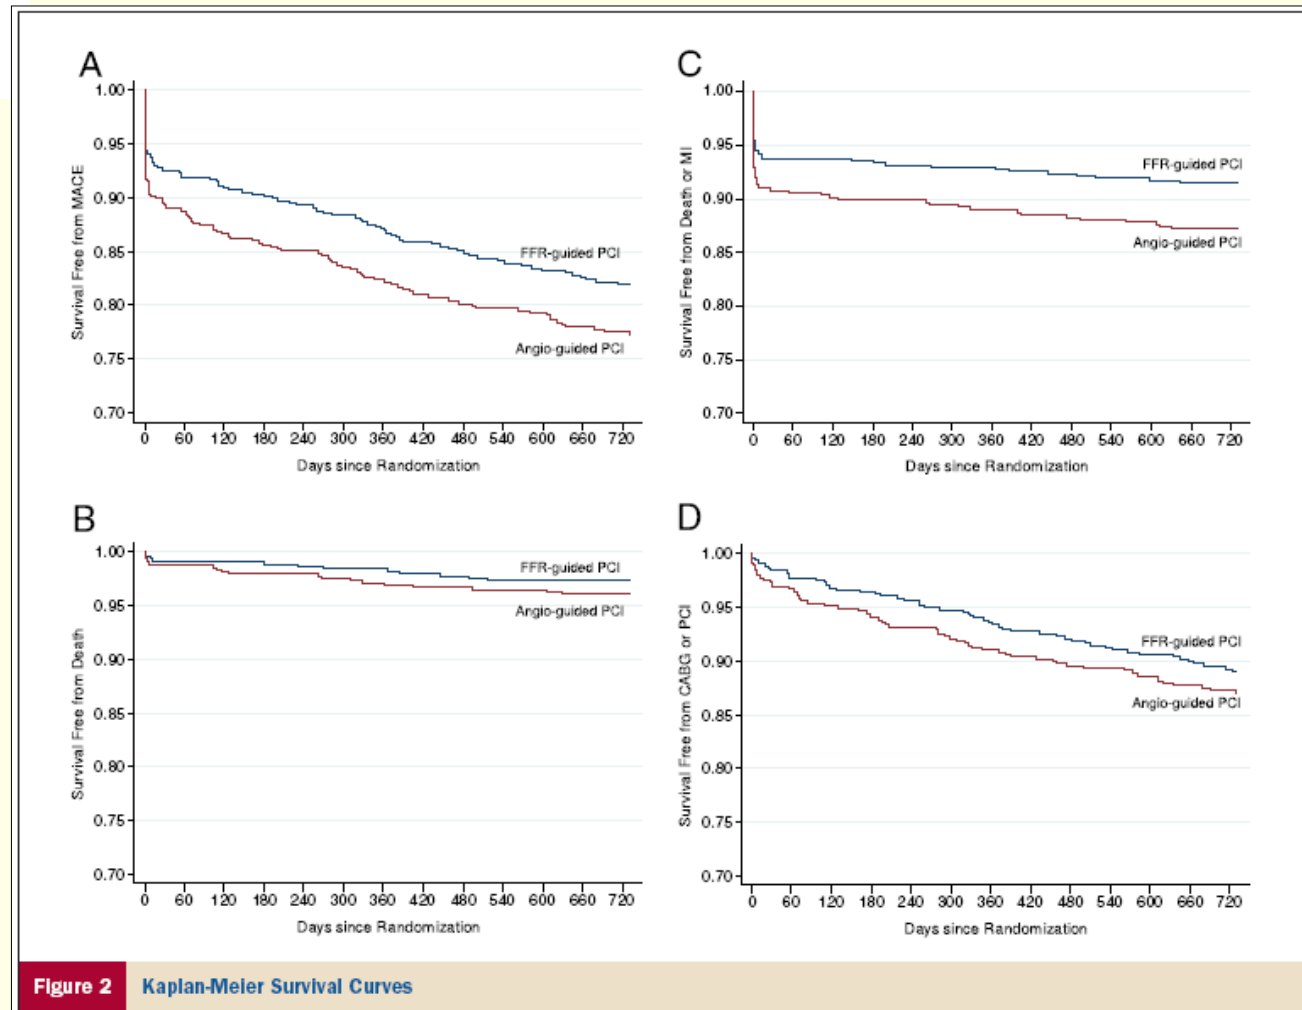 A
Survival Free from MACE
1.00
0.95
0.90
0.85
0.80
0.75
0.70
FFR-guided PCI
Angio-guided PCI
0 60 120 180 240 300 360 420 480 540 600 660 720
Days since Randomization
C
Survival Free from Death or MI
1.00
0.95
0.90
0.85
0.80
0.75
0.70
FFR-guided PCI
Angio-guided PCI
0 60 120 180 240 300 360 420 480 540 600 660 720
Days since Randomization
B
Survival Free from Death
1.00
0.95
0.90
0.85
0.80
0.75
0.70
FFR-guided PCI
Angio-guided PCI
0 60 120 180 240 300 360 420 480 540 600 660 720
Days since Randomization
D
Survival Free from CABG or PCI
1.00
0.95
0.90
0.85
0.80
0.75
0.70
FFR-guided PCI
Angio-guided PCI
0 60 120 180 240 300 360 420 480 540 600 660 720
Days since Randomization
Figure 2 Kaplan-Meier Survival Curves